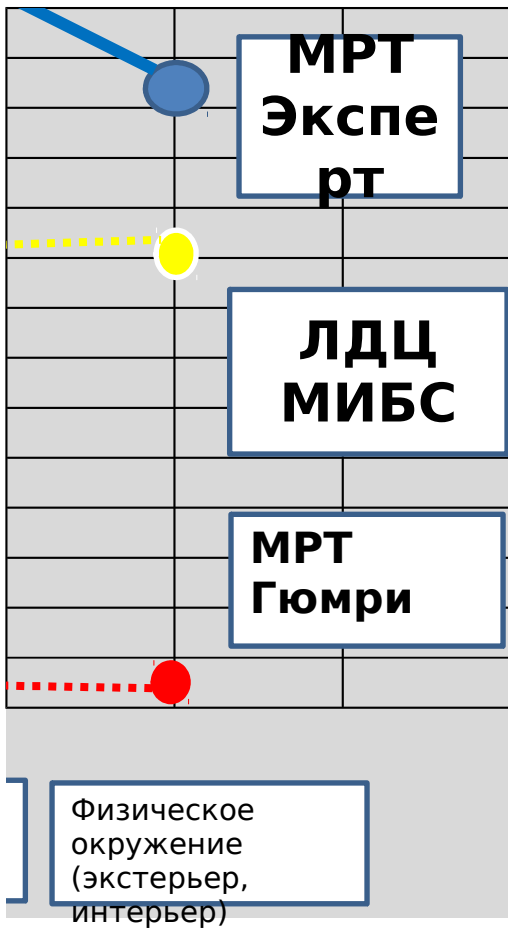 МРТ
Экспе
рт
ЛДЦ
МИБС
МРТ
Гюмри
Физическое
окружение
(экстерьер,
интерьер)